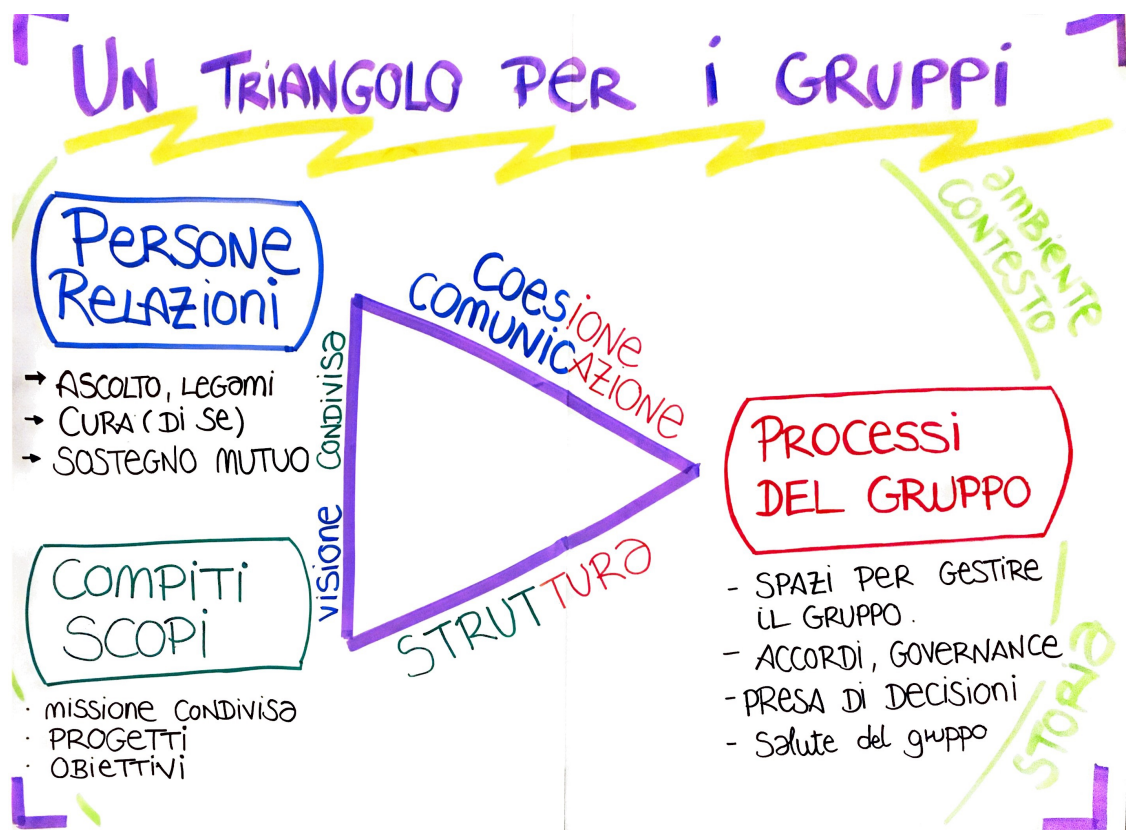 UN TRIANGOLO PER i GRUPPi
ambiente
CONTESTO
PERSONE
RELAZIONI
→ ASCOLTO, LEGAMI
→ CURA (DI SE)
→ SOSTEGNO MUTUO
VISIONE CONDIVISA
COESIONE
COMUNICAZIONE
PROCESSI
DEL GRUPPO
- SPAZI PER GESTIRE
IL GRUPPO.
- ACCORDI, GOVERNANCE
- PRESA DI DECISIONI
- Salute del gruppo
STORIA
STRUTTURA
COMPITI
SCOPI
· MISSIONE CONDIVISA
· PROGETTI
· OBIETTIVI